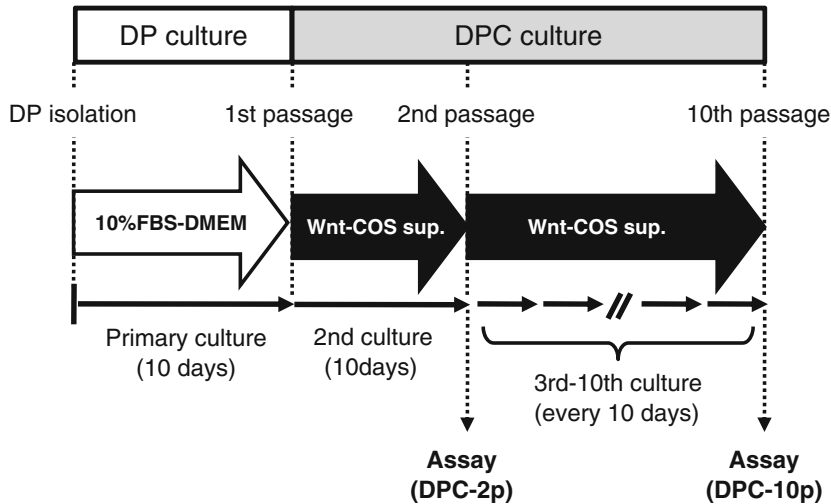 DP culture
DPC culture
DP isolation
1st passage
2nd passage
10th passage
10%FBS-DMEM
Wnt-COS sup.
Wnt-COS sup.
Primary culture
(10 days)
2nd culture
(10days)
3rd-10th culture
(every 10 days)
Assay
(DPC-2p)
Assay
(DPC-10p)